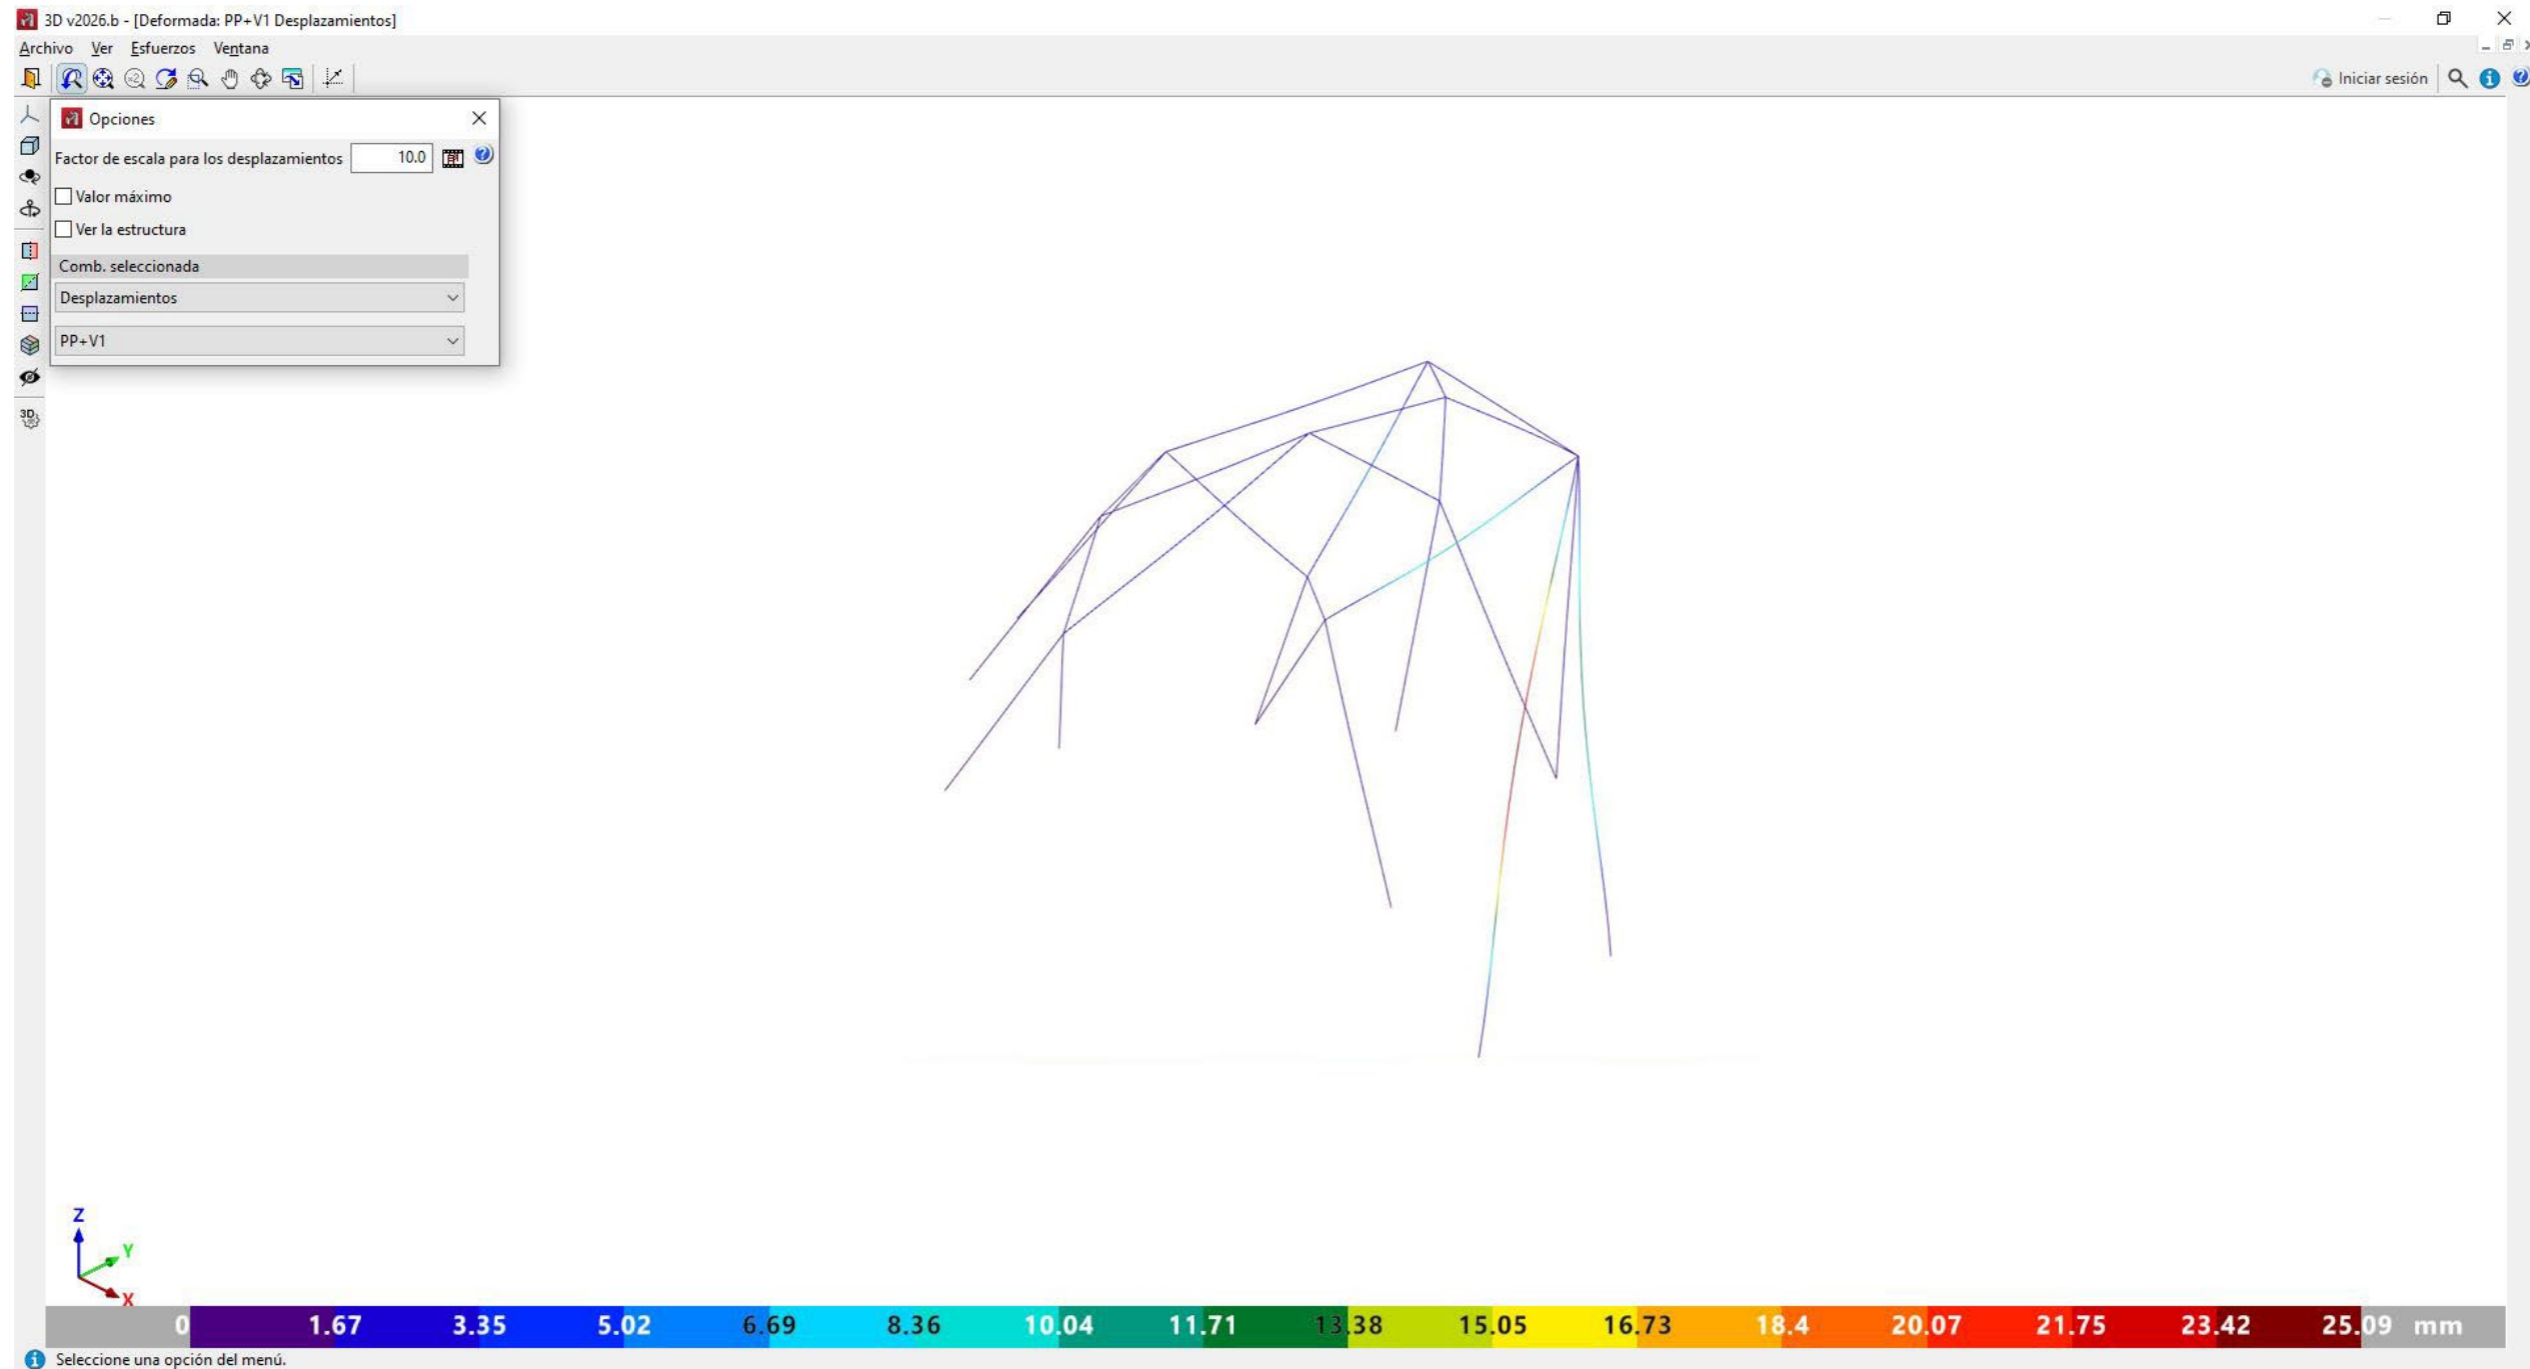 3D v2026.b - [Deformada: PP+V1 Desplazamientos]
Archivo Ver Esfuerzos Ventana
Iniciar sesión
Opciones
Factor de escala para los desplazamientos 10.0
Valor máximo
Ver la estructura
Comb. seleccionada
Desplazamientos
PP+V1
3D
Z
Y
X
0 1.67 3.35 5.02 6.69 8.36 10.04 11.71 13.38 15.05 16.73 18.4 20.07 21.75 23.42 25.09 mm
Seleccione una opción del menú.